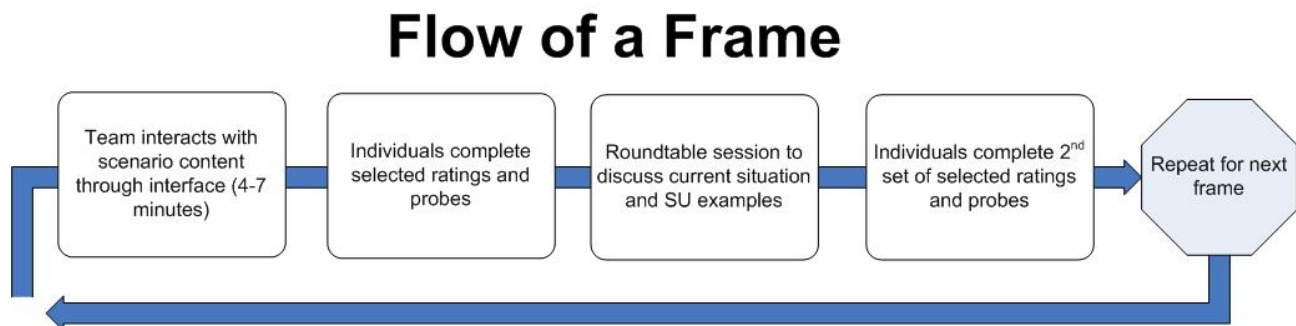 Flow of a Frame
Team interacts with
scenario content
through interface (4-7
minutes)
Individuals complete
selected ratings and
probes
Roundtable session to
discuss current situation
and SU examples
Individuals complete 2nd
set of selected ratings
and probes
Repeat for next
frame